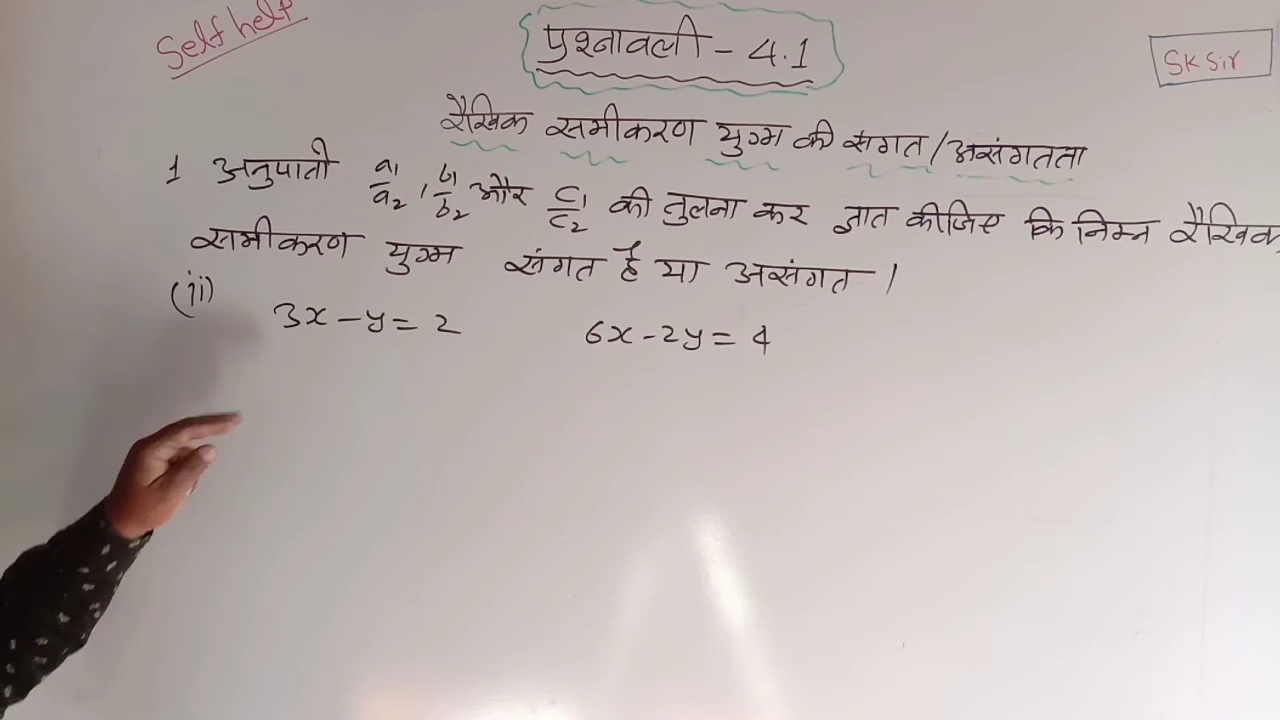 Self help
प्रश्नावली - 4.1
SK Sir
रैखिक समीकरण युग्म की संगत/असंगतता
1 अनुपातो a₁/a₂, b₁/b₂ और c₁/c₂ की तुलना कर ज्ञात कीजिए कि निम्न रैखिक
समीकरण युग्म संगत है या असंगत ।
(ii) 3x - y = 2 6x - 2y = 4